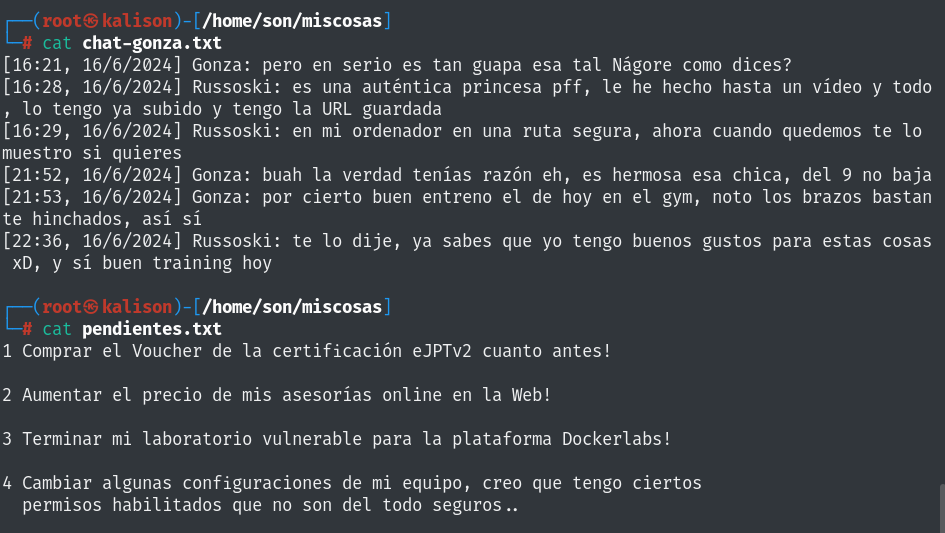 ┌──(root㉿kalison)-[/home/son/miscosas]
└─# cat chat-gonza.txt
[16:21, 16/6/2024] Gonza: pero en serio es tan guapa esa tal Nágore como dices?
[16:28, 16/6/2024] Russoski: es una auténtica princesa pff, le he hecho hasta un vídeo y todo
, lo tengo ya subido y tengo la URL guardada
[16:29, 16/6/2024] Russoski: en mi ordenador en una ruta segura, ahora cuando quedemos te lo
muestro si quieres
[21:52, 16/6/2024] Gonza: buah la verdad tenías razón eh, es hermosa esa chica, del 9 no baja
[21:53, 16/6/2024] Gonza: por cierto buen entreno el de hoy en el gym, noto los brazos bastan
te hinchados, así sí
[22:36, 16/6/2024] Russoski: te lo dije, ya sabes que yo tengo buenos gustos para estas cosas
xD, y sí buen training hoy
┌──(root㉿kalison)-[/home/son/miscosas]
└─# cat pendientes.txt
1 Comprar el Voucher de la certificación eJPTv2 cuanto antes!
2 Aumentar el precio de mis asesorías online en la Web!
3 Terminar mi laboratorio vulnerable para la plataforma Dockerlabs!
4 Cambiar algunas configuraciones de mi equipo, creo que tengo ciertos
permisos habilitados que no son del todo seguros..